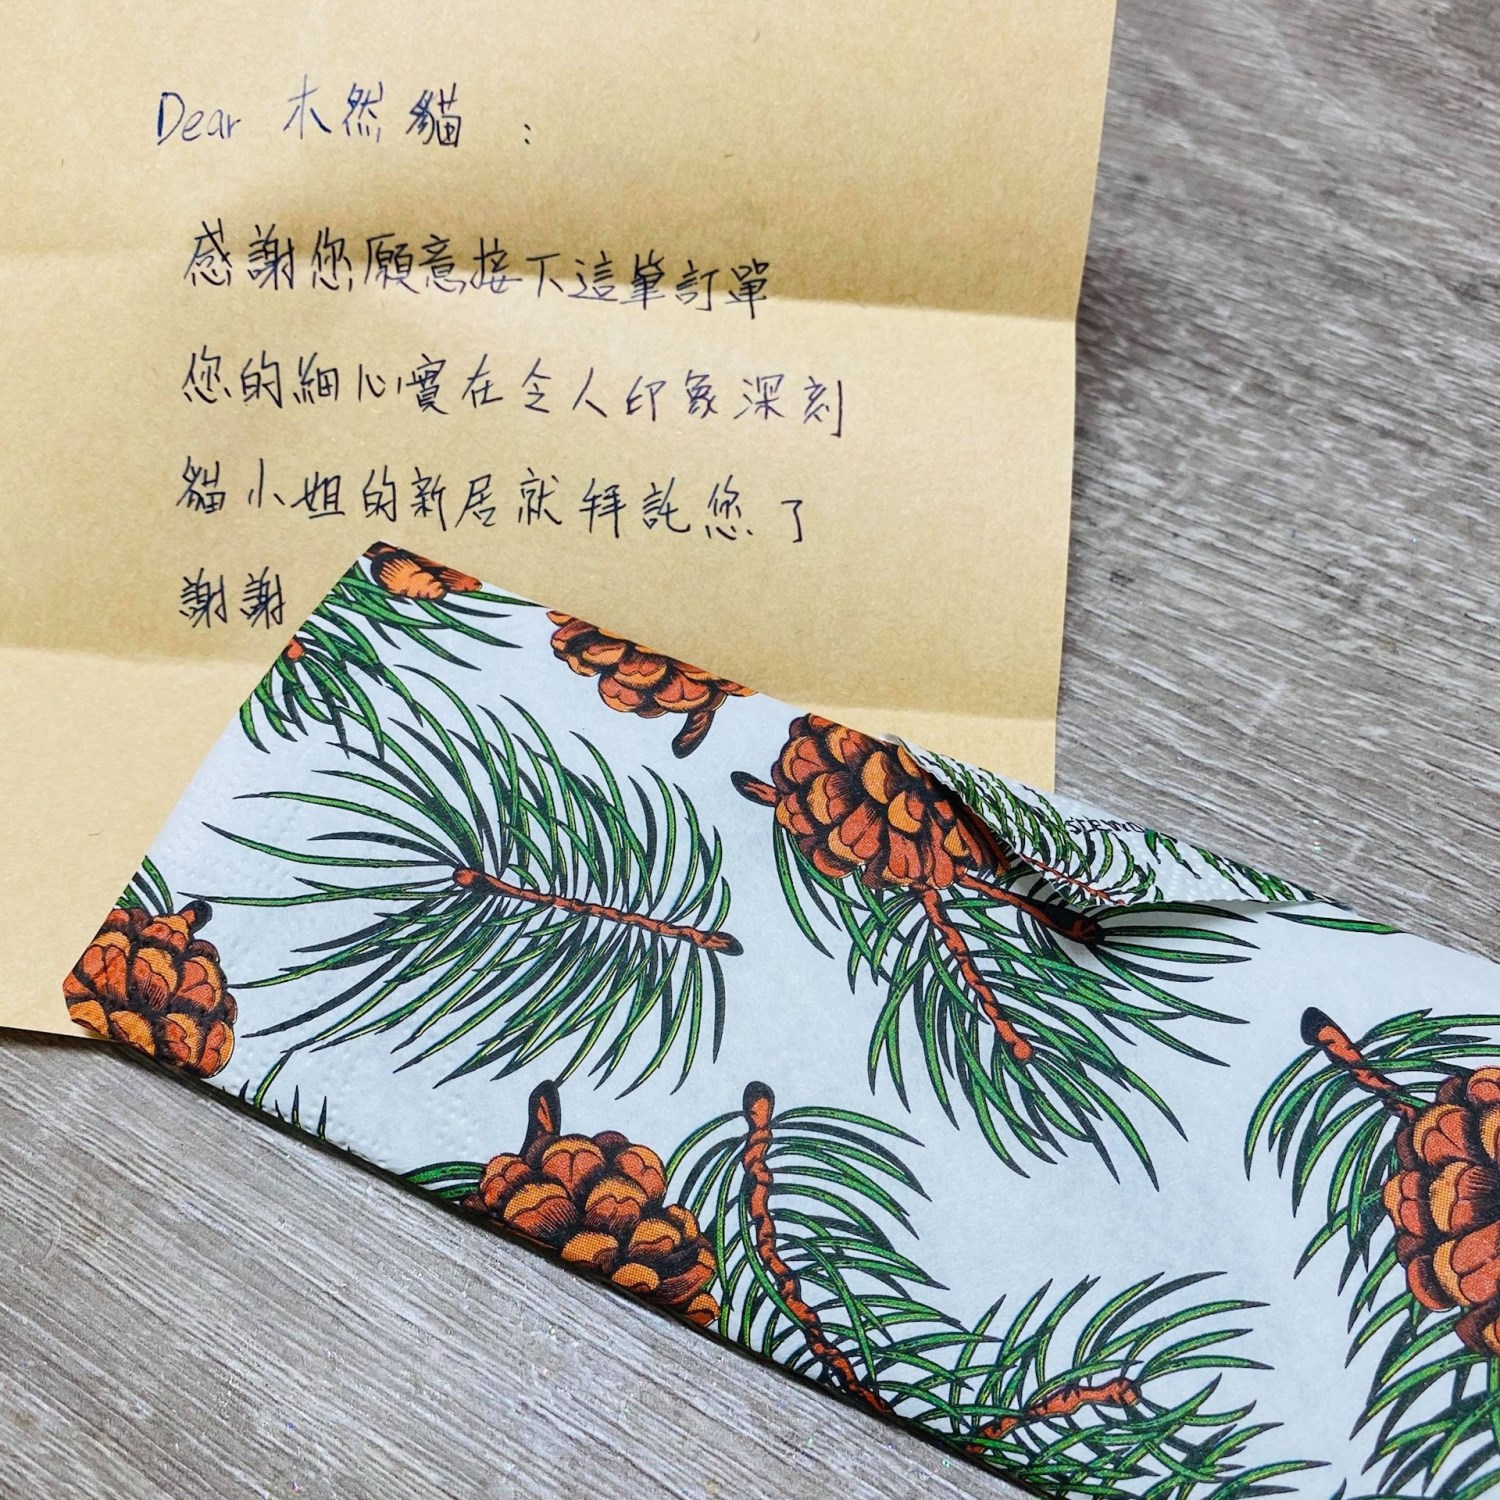 Dear 木然貓：
感謝您願意接下這筆訂單
您的細心實在令人印象深刻
貓小姐的新居就拜託您了
謝謝